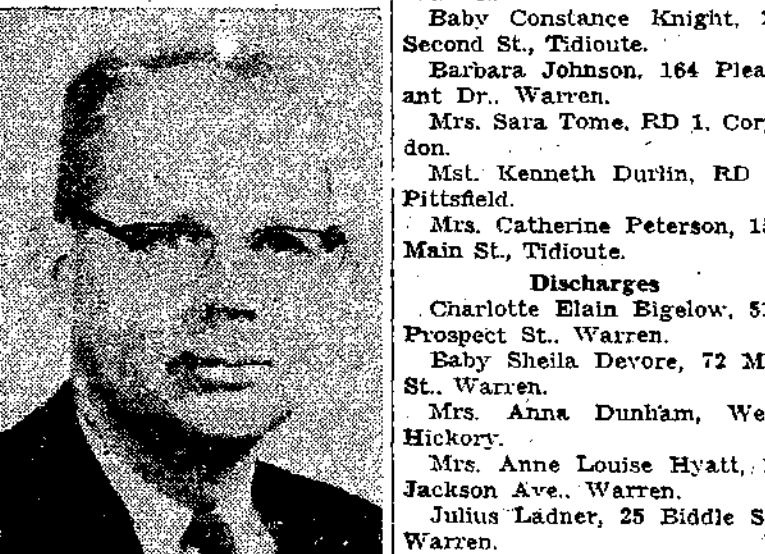 Baby Constance Knight,
Second St., Tidioute.
Barbara Johnson, 164 Plea
ant Dr., Warren.
Mrs. Sara Tome, RD 1, Cor
don.
Mst. Kenneth Durlin, RD
Pittsfield.
Mrs. Catherine Peterson, 15
Main St., Tidioute.
Discharges
Charlotte Elain Bigelow, 51
Prospect St., Warren.
Baby Sheila Devore, 72 M
St., Warren.
Mrs. Anna Dunham, We
Hickory.
Mrs. Anne Louise Hyatt,
Jackson Ave., Warren.
Julius Ladner, 25 Biddle S
Warren.